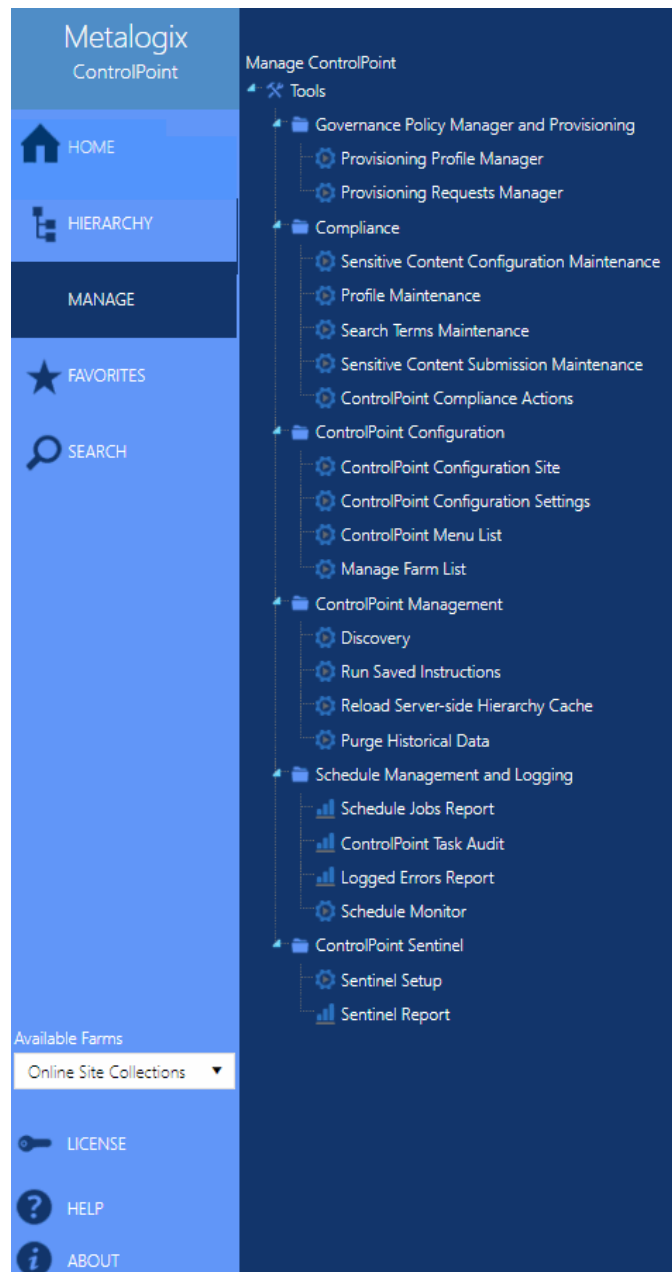 Metalogix
ControlPoint
HOME
HIERARCHY
MANAGE
FAVORITES
SEARCH
Available Farms
Online Site Collections
LICENSE
HELP
ABOUT
Manage ControlPoint
Tools
Governance Policy Manager and Provisioning
Provisioning Profile Manager
Provisioning Requests Manager
Compliance
Sensitive Content Configuration Maintenance
Profile Maintenance
Search Terms Maintenance
Sensitive Content Submission Maintenance
ControlPoint Compliance Actions
ControlPoint Configuration
ControlPoint Configuration Site
ControlPoint Configuration Settings
ControlPoint Menu List
Manage Farm List
ControlPoint Management
Discovery
Run Saved Instructions
Reload Server-side Hierarchy Cache
Purge Historical Data
Schedule Management and Logging
Schedule Jobs Report
ControlPoint Task Audit
Logged Errors Report
Schedule Monitor
ControlPoint Sentinel
Sentinel Setup
Sentinel Report